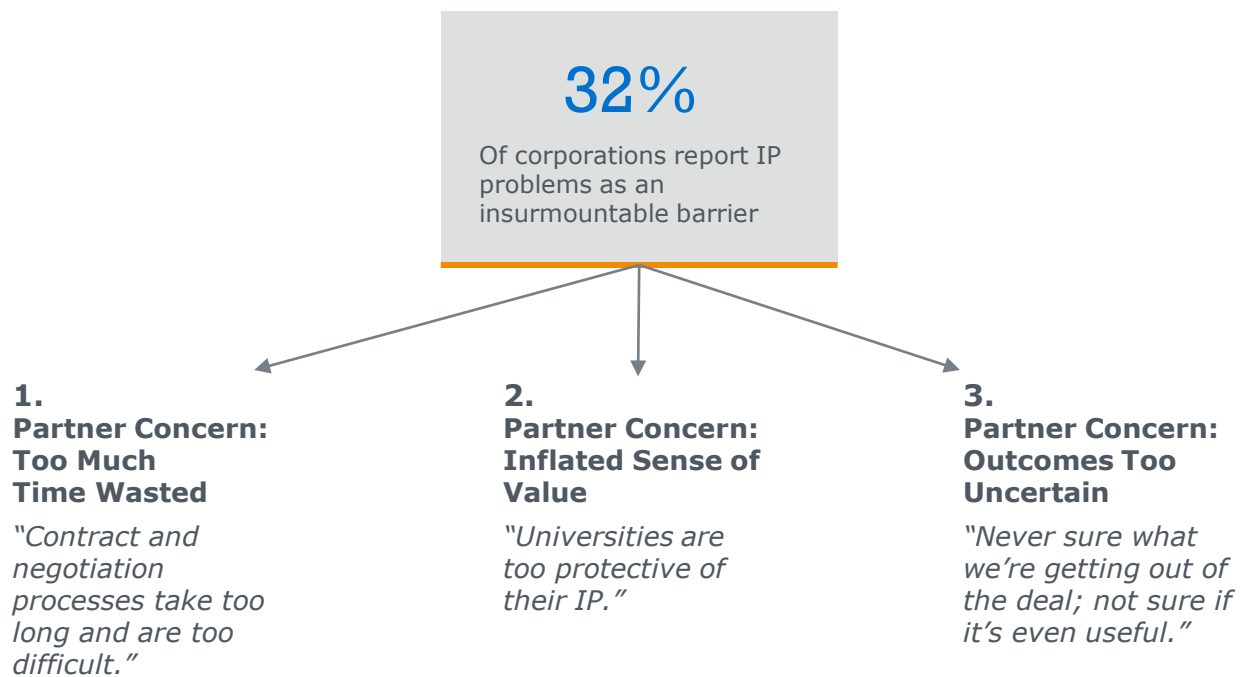 32%
Of corporations report IP
problems as an
insurmountable barrier
1.
Partner Concern:
Too Much
Time Wasted
“Contract and
negotiation
processes take too
long and are too
difficult.”
2.
Partner Concern:
Inflated Sense of
Value
“Universities are
too protective of
their IP.”
3.
Partner Concern:
Outcomes Too
Uncertain
“Never sure what
we’re getting out of
the deal; not sure if
it’s even useful.”